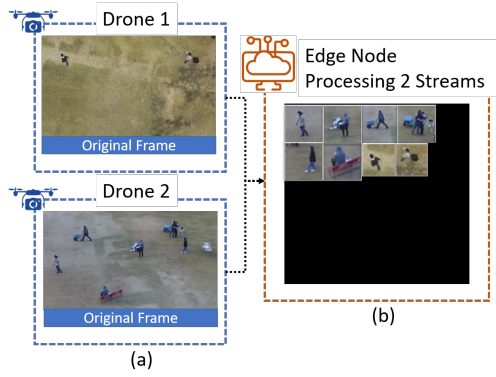 Drone 1
Original Frame
Drone 2
Original Frame
(a)
Edge Node
Processing 2 Streams
(b)